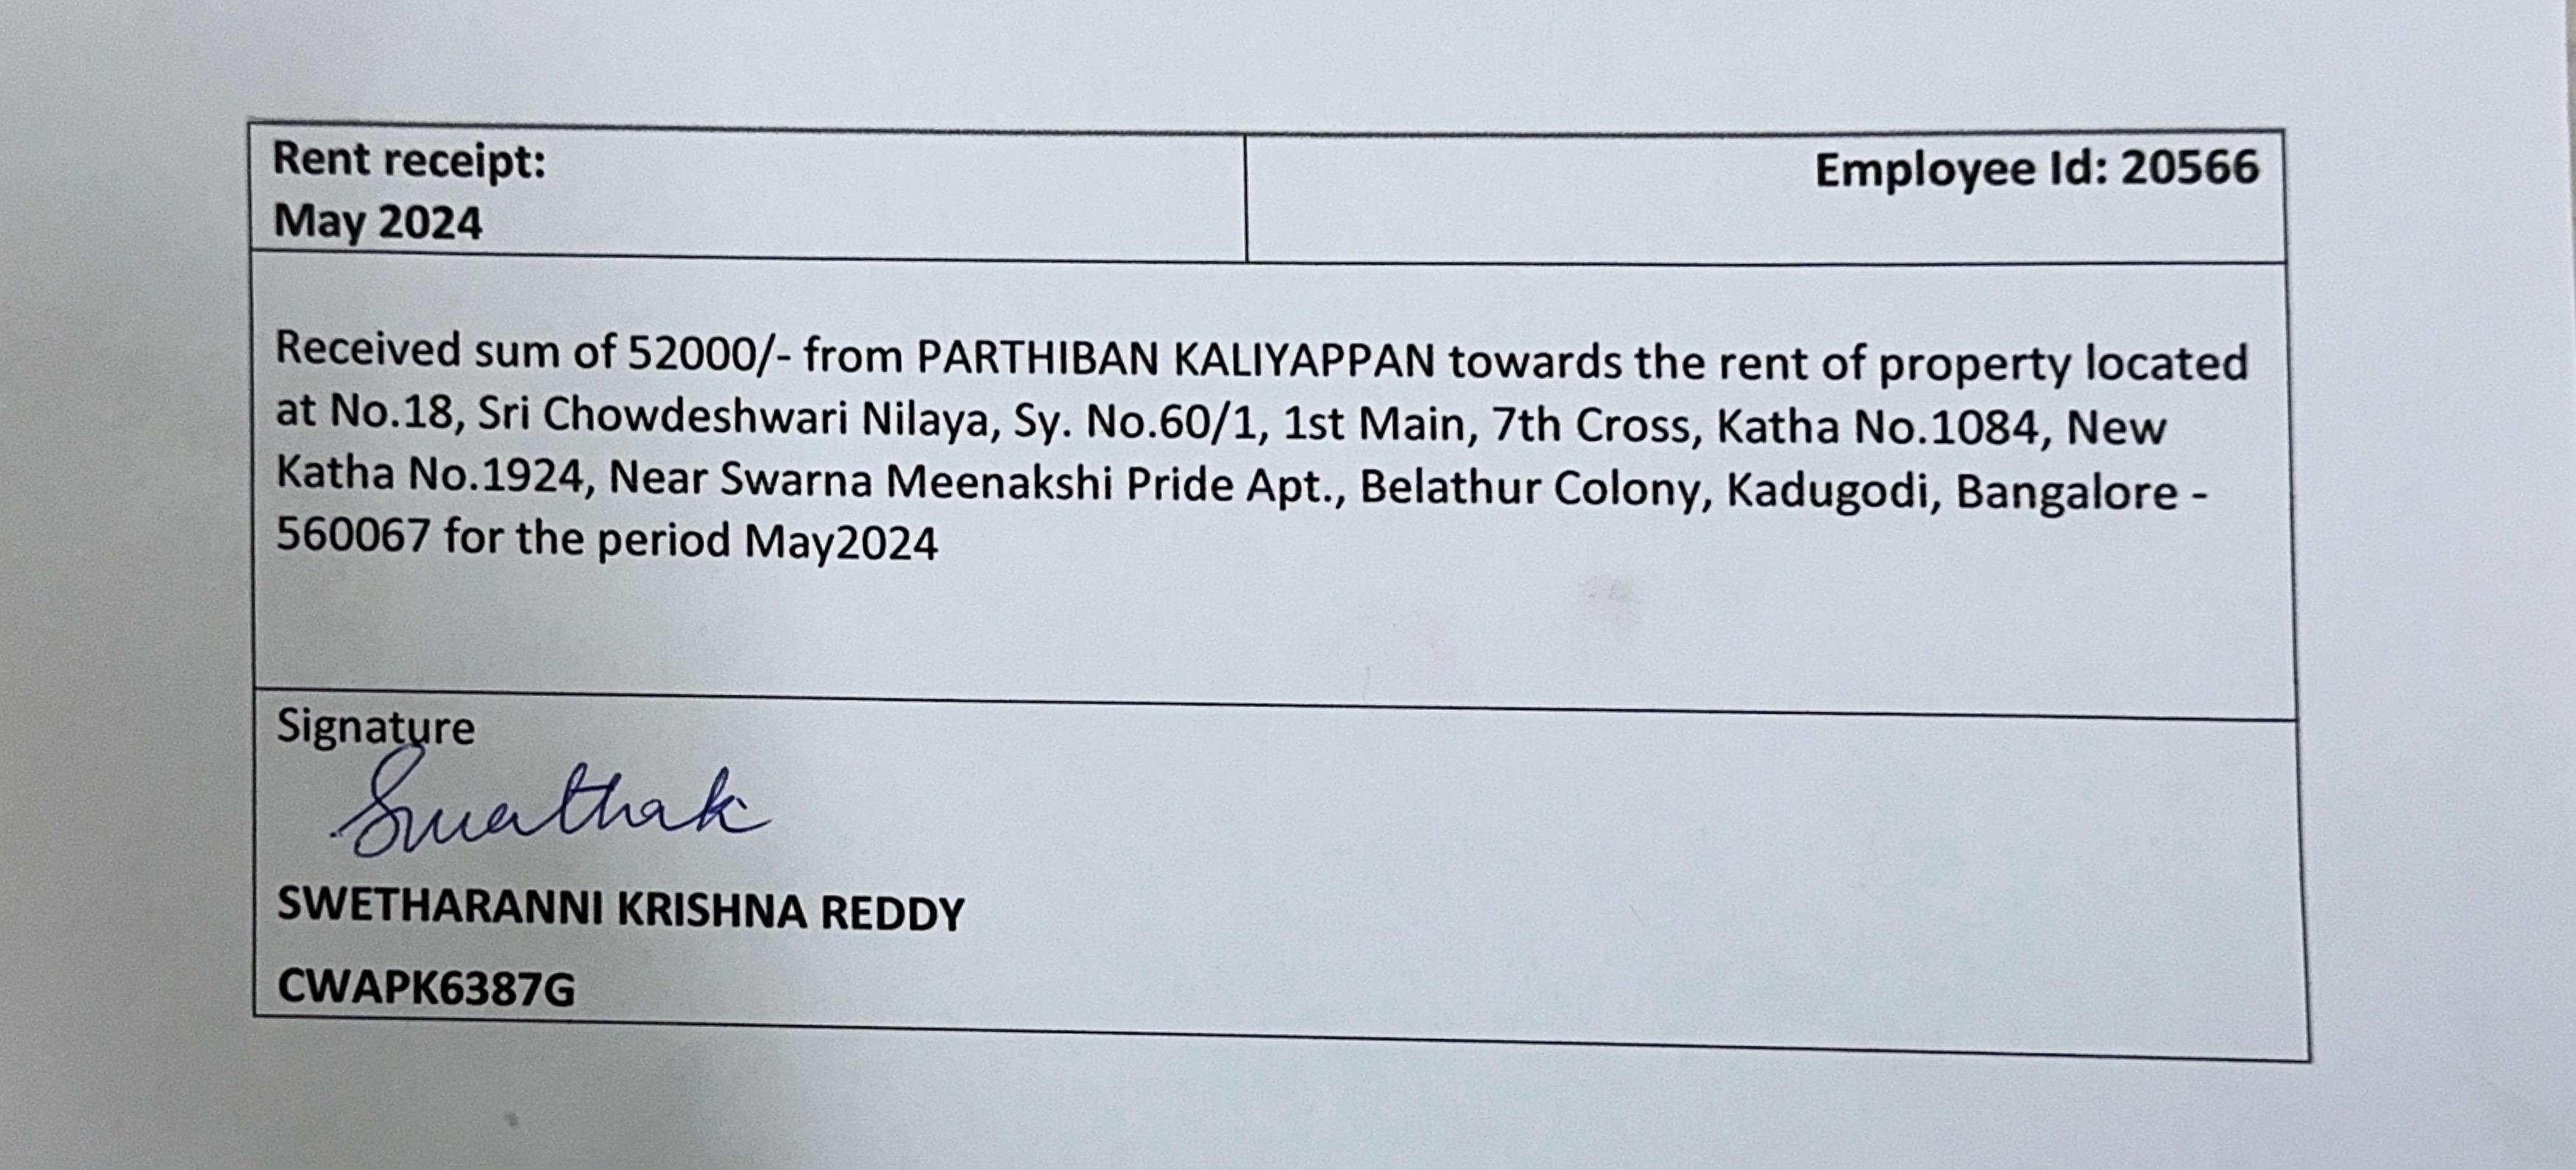 Rent receipt:
May 2024
Employee Id: 20566
Received sum of 52000/- from PARTHIBAN KALIYAPPAN towards the rent of property located
at No.18, Sri Chowdeshwari Nilaya, Sy. No.60/1, 1st Main, 7th Cross, Katha No.1084, New
Katha No.1924, Near Swarna Meenakshi Pride Apt., Belathur Colony, Kadugodi, Bangalore -
560067 for the period May2024
Signature
SWETHARANNI KRISHNA REDDY
CWAPK6387G